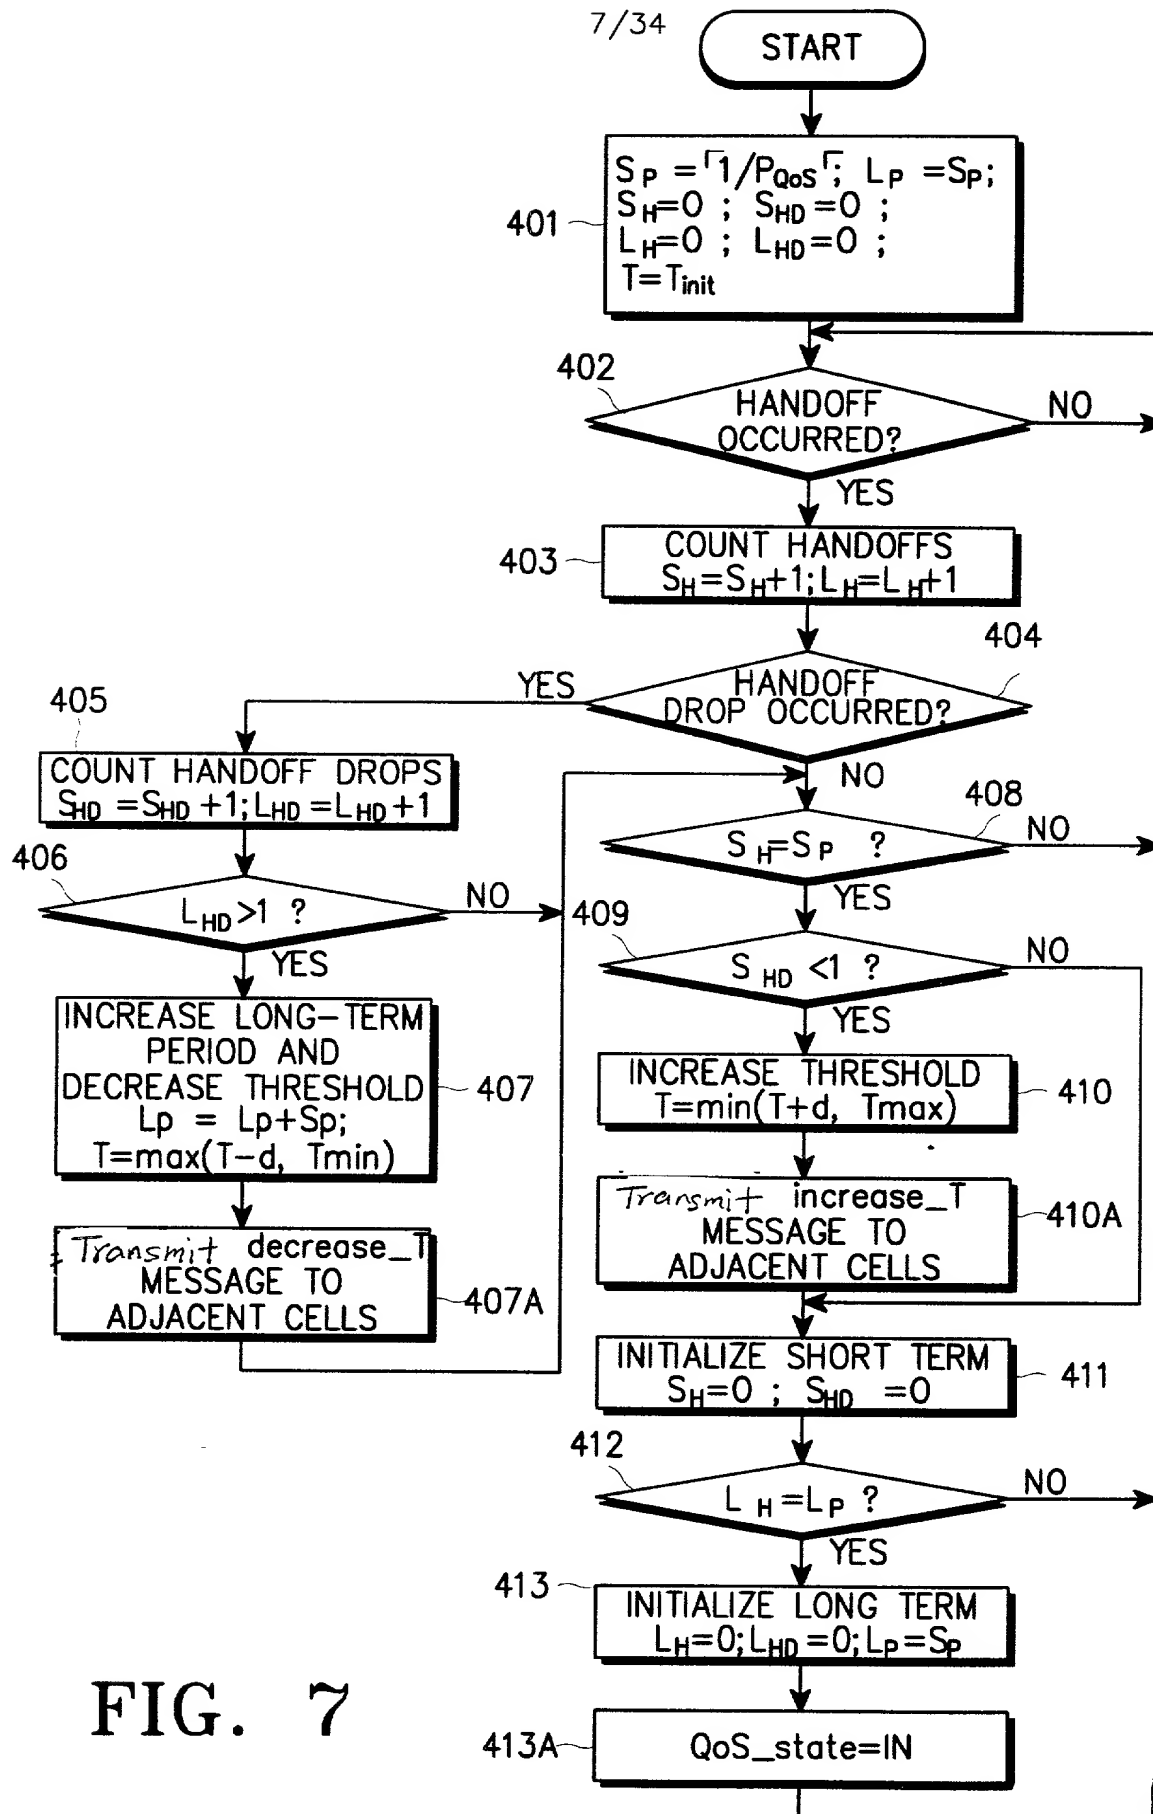 7/34
START
S_P = ⌈1/P_QoS⌈; L_P = S_P;
S_H=0 ; S_HD=0 ;
L_H=0 ; L_HD=0 ;
T=T_init
401
402
HANDOFF
OCCURRED?
NO
YES
403
COUNT HANDOFFS
S_H=S_H+1;L_H=L_H+1
404
HANDOFF
DROP OCCURRED?
YES
NO
405
COUNT HANDOFF DROPS
S_HD=S_HD+1;L_HD=L_HD+1
406
L_HD>1 ?
NO
YES
INCREASE LONG-TERM
PERIOD AND
DECREASE THRESHOLD
Lp = Lp+Sp;
T=max(T-d, Tmin)
407
Transmit decrease_T
MESSAGE TO
ADJACENT CELLS
407A
408
S_H=S_P ?
NO
YES
409
S_HD <1 ?
NO
YES
INCREASE THRESHOLD
T=min(T+d, Tmax)
410
Transmit increase_T
MESSAGE TO
ADJACENT CELLS
410A
INITIALIZE SHORT TERM
S_H=0 ; S_HD =0
411
412
L_H=L_P ?
NO
YES
413
INITIALIZE LONG TERM
L_H=0;L_HD=0;L_P=S_P
413A
QoS_state=IN
FIG. 7